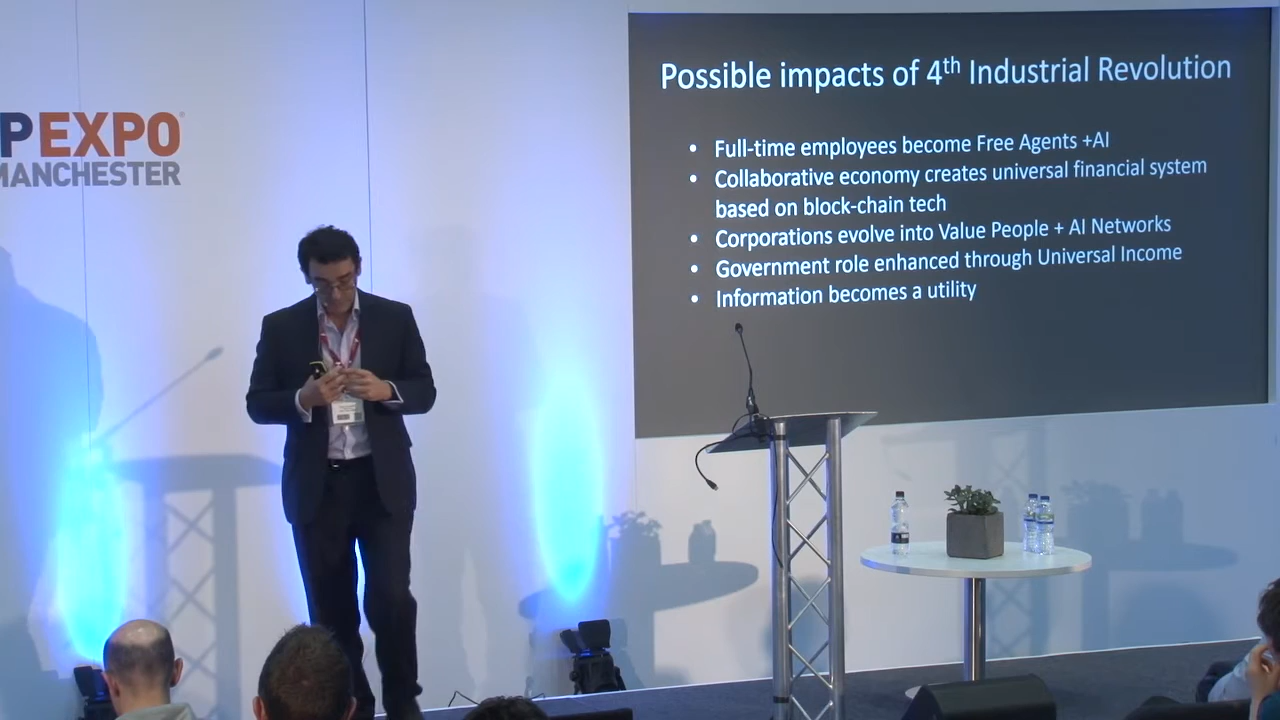 P EXPO
MANCHESTER
Possible impacts of 4th Industrial Revolution
• Full-time employees become Free Agents +AI
• Collaborative economy creates universal financial system
based on block-chain tech
• Corporations evolve into Value People + AI Networks
• Government role enhanced through Universal Income
• Information becomes a utility